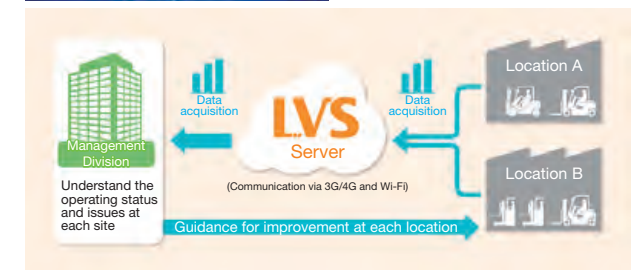 Management
Division
Understand the
operating status
and issues at
each site
Data
acquisition
LVS
Server
(Communication via 3G/4G and Wi-Fi)
Data
acquisition
Location A
Location B
Guidance for improvement at each location